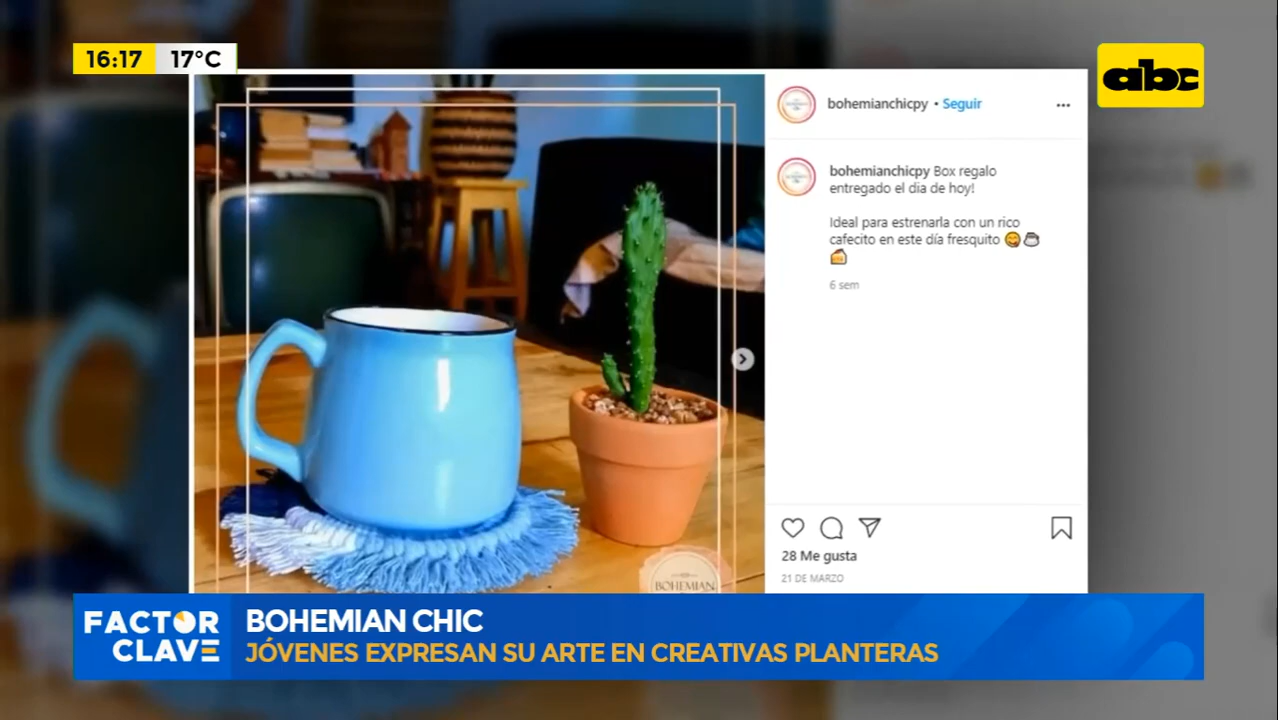 16:17 17°C
abc
bohemianchicpy • Seguir
bohemianchicpy Box regalo
entregado el dia de hoy!
Ideal para estrenarla con un rico
cafecito en este día fresquito 😋☕
🍰
6 sem
28 Me gusta
21 DE MARZO
BOHEMIAN
FACTOR
CLAVE
BOHEMIAN CHIC
JÓVENES EXPRESAN SU ARTE EN CREATIVAS PLANTERAS